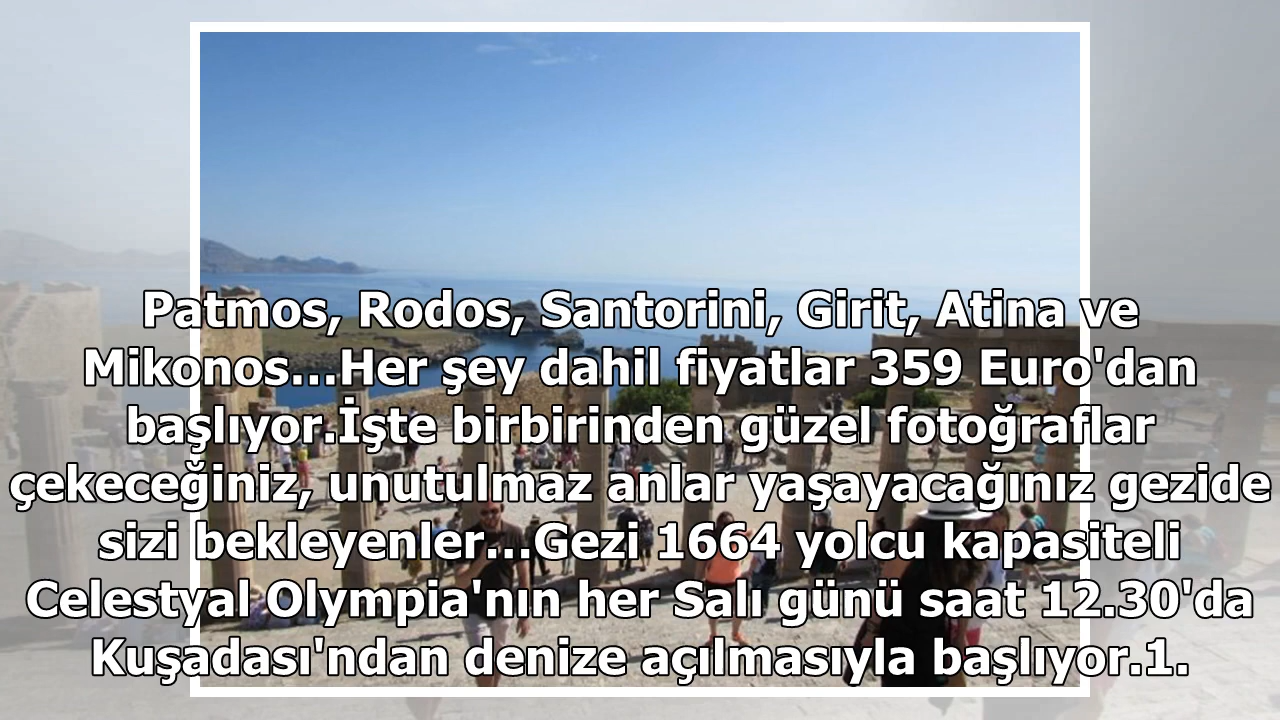 Patmos, Rodos, Santorini, Girit, Atina ve
Mikonos...Her şey dahil fiyatlar 359 Euro'dan
başlıyor.İşte birbirinden güzel fotoğraflar
çekeceğiniz, unutulmaz anlar yaşayacağınız gezide
sizi bekleyenler...Gezi 1664 yolcu kapasiteli
Celestyal Olympia'nın her Salı günü saat 12.30'da
Kuşadası'ndan denize açılmasıyla başlıyor.1.